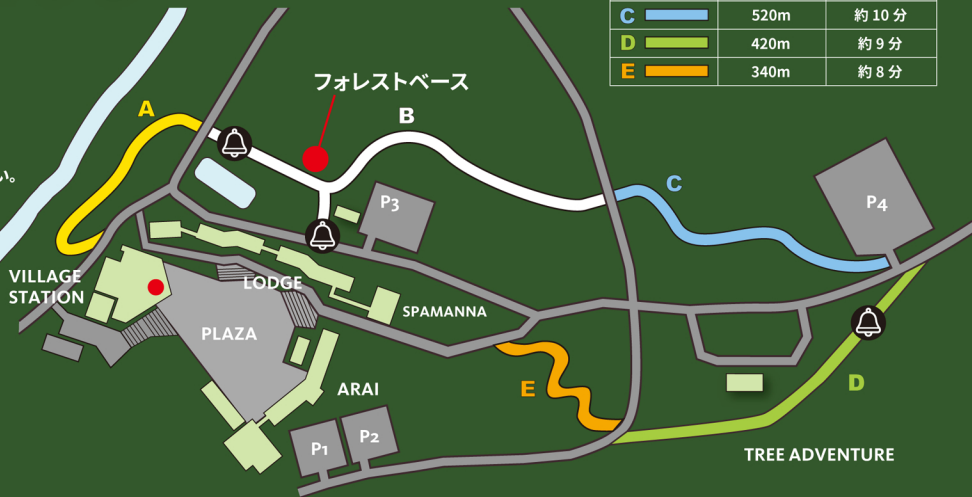 C 520m 約10分
D 420m 約9分
E 340m 約8分
フォレストベース
A
B
い。
C
P3
P4
VILLAGE
STATION
LODGE
SPAMANNA
PLAZA
E
D
ARAI
P1
P2
TREE ADVENTURE